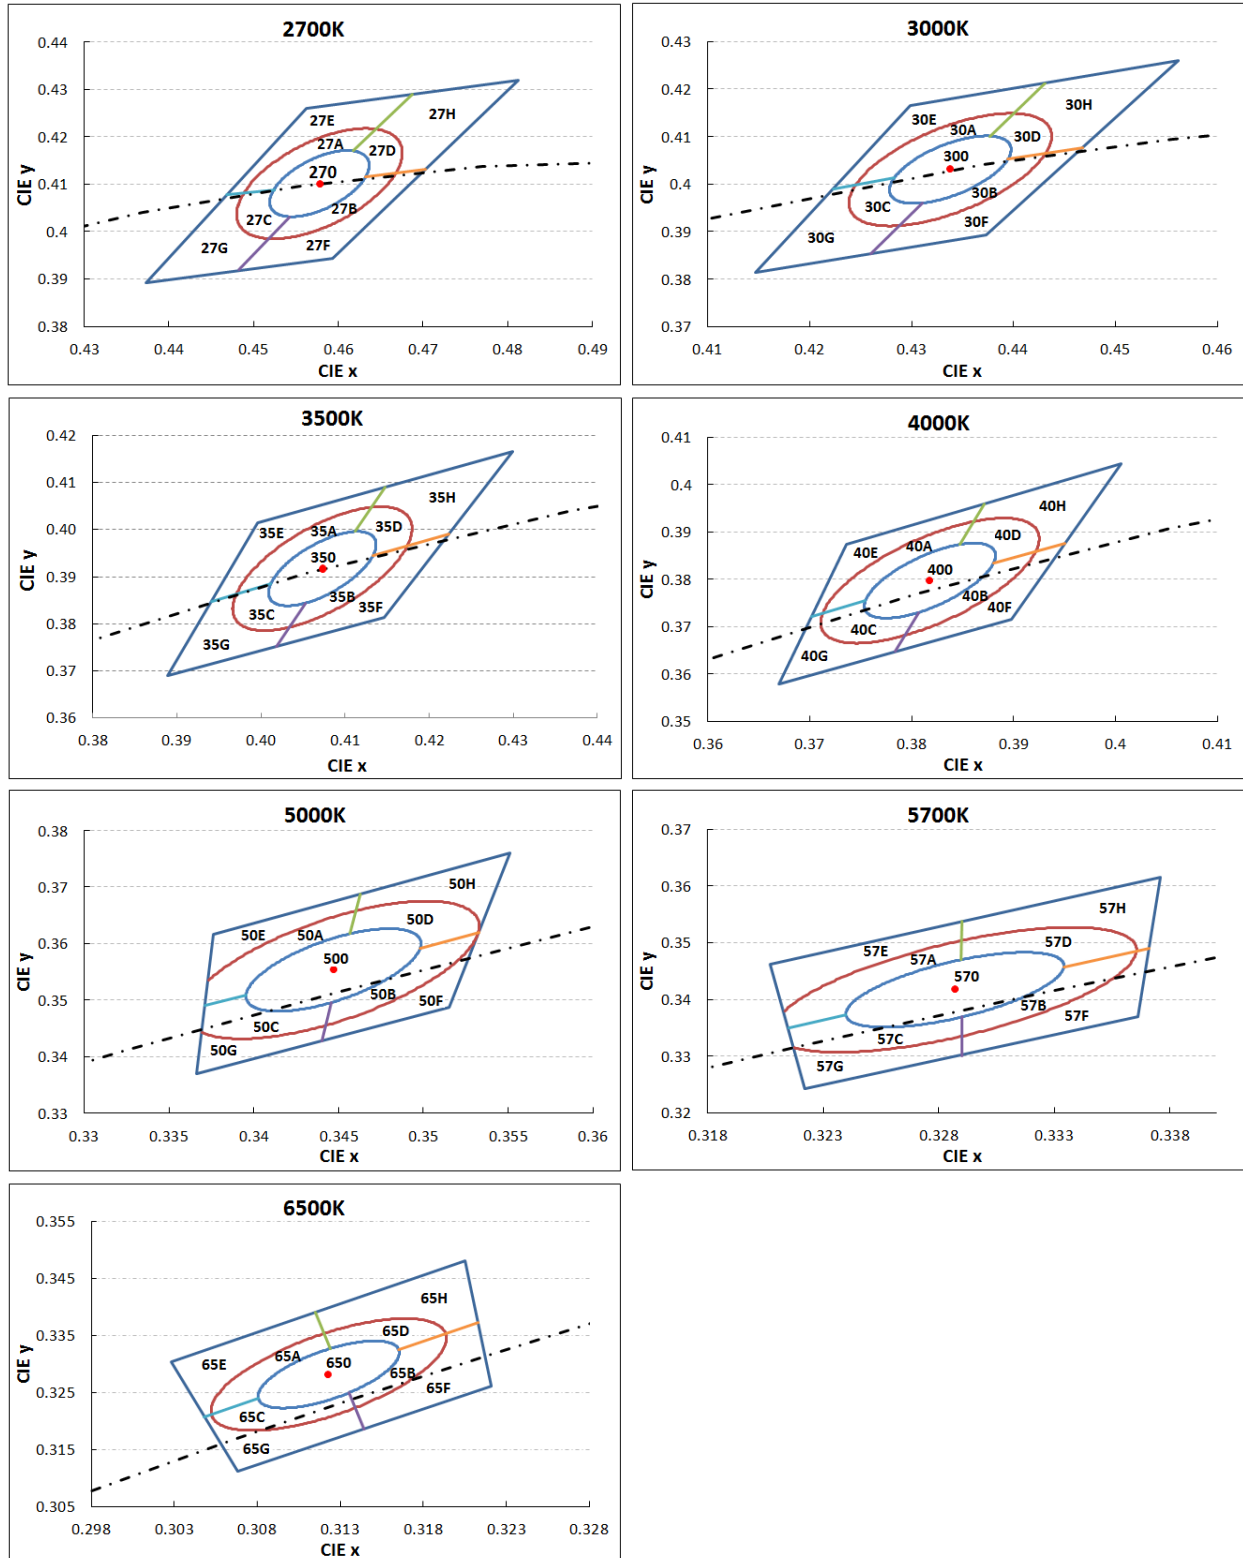 2700K
0.44
0.43
0.42
0.41
0.4
0.39
0.38
CIE y
27E
27H
27A
27D
270
27C
27B
27G
27F
0.43
0.44
0.45
0.46
0.47
0.48
0.49
CIE x
3000K
0.43
0.42
0.41
0.4
0.39
0.38
0.37
CIE y
30E
30H
30A
30D
300
30C
30B
30G
30F
0.41
0.42
0.43
0.44
0.45
0.46
CIE x
3500K
0.42
0.41
0.40
0.39
0.38
0.37
0.36
CIE y
35H
35E
35A
35D
350
35B
35C
35F
35G
0.38
0.39
0.40
0.41
0.42
0.43
0.44
CIE x
4000K
0.41
0.4
0.39
0.38
0.37
0.36
0.35
CIE y
40H
40E
40A
40D
400
40B
40C
40F
40G
0.36
0.37
0.38
0.39
0.4
0.41
CIE x
5000K
0.38
0.37
0.36
0.35
0.34
0.33
CIE y
50H
50E
50A
50D
500
50B
50C
50F
50G
0.33
0.335
0.34
0.345
0.35
0.355
0.36
CIE x
5700K
0.37
0.36
0.35
0.34
0.33
0.32
CIE y
57H
57E
57A
57D
570
57B
57C
57F
57G
0.318
0.323
0.328
0.333
0.338
CIE x
6500K
0.355
0.345
0.335
0.325
0.315
0.305
CIE y
65H
65E
65A
65D
650
65B
65C
65F
65G
0.298
0.303
0.308
0.313
0.318
0.323
0.328
CIE x